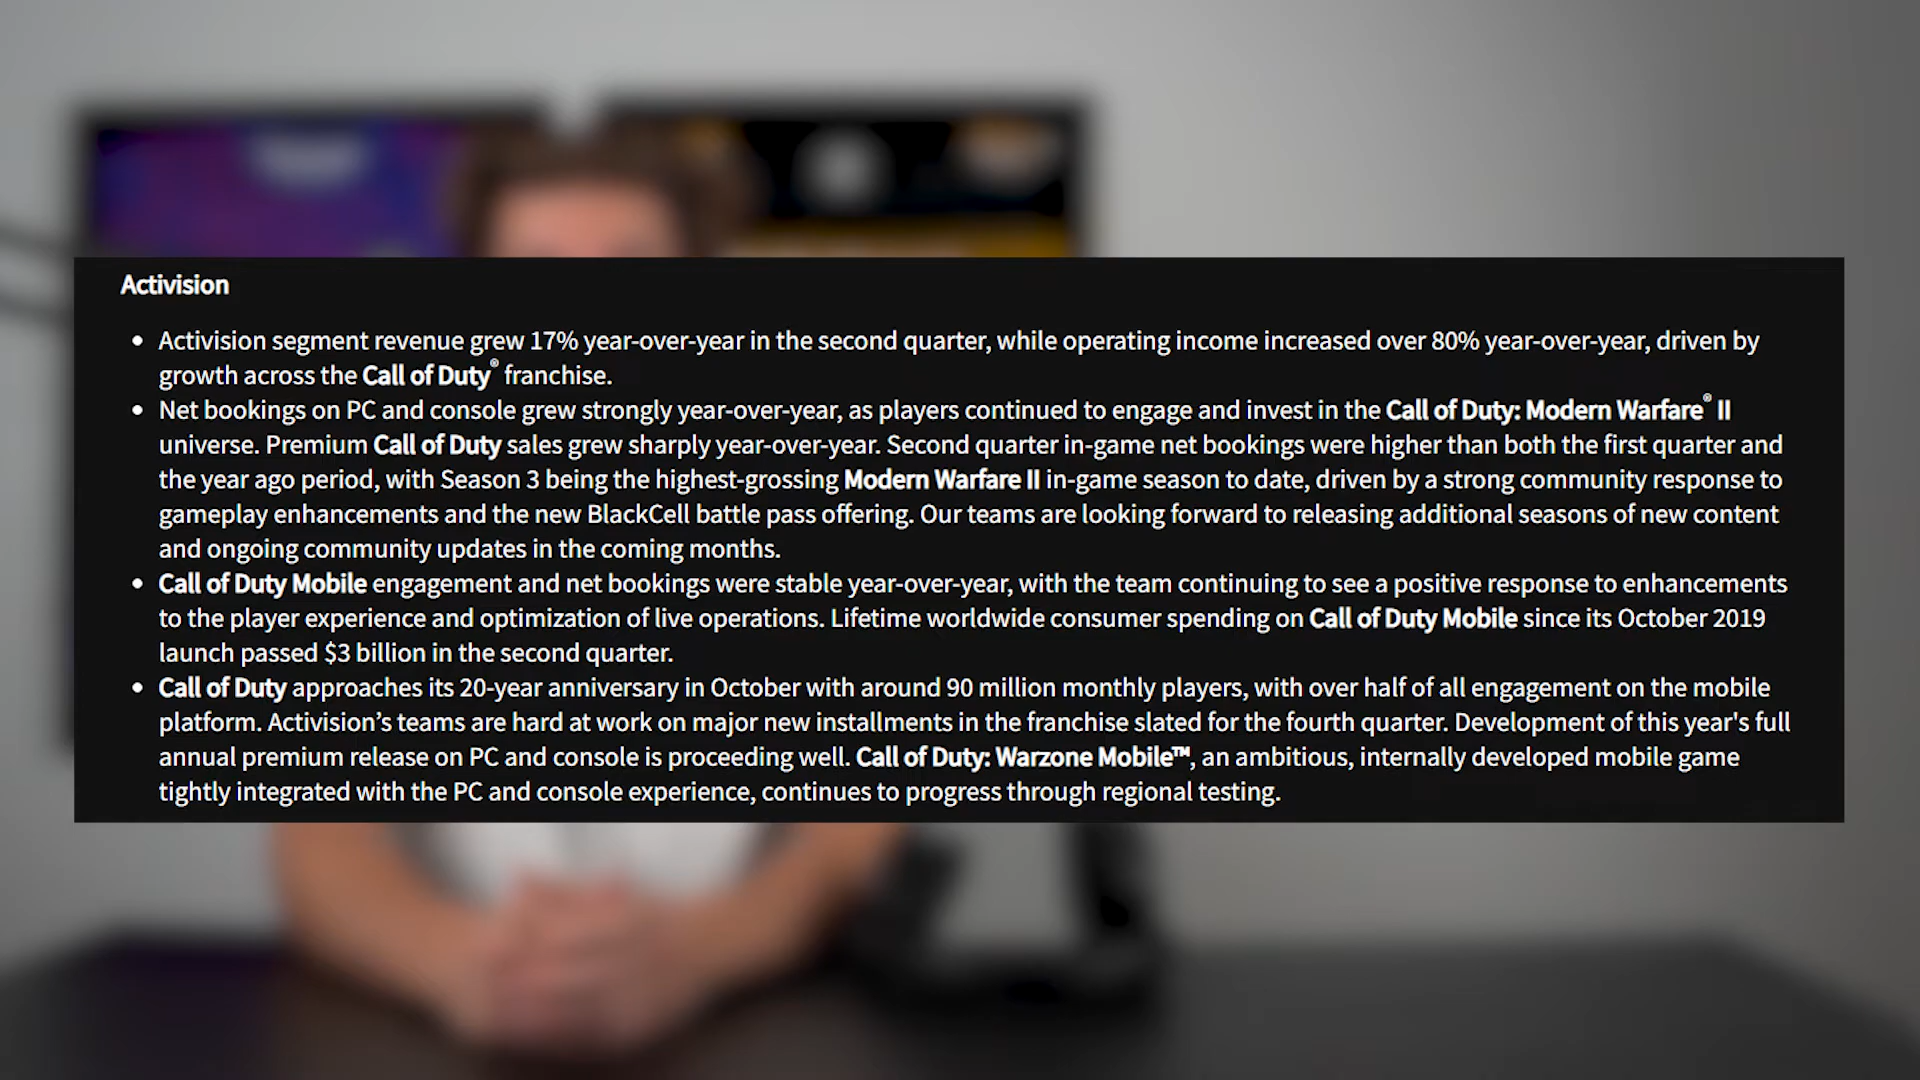 Activision
• Activision segment revenue grew 17% year-over-year in the second quarter, while operating income increased over 80% year-over-year, driven by
growth across the Call of Duty® franchise.
• Net bookings on PC and console grew strongly year-over-year, as players continued to engage and invest in the Call of Duty: Modern Warfare® II
universe. Premium Call of Duty sales grew sharply year-over-year. Second quarter in-game net bookings were higher than both the first quarter and
the year ago period, with Season 3 being the highest-grossing Modern Warfare II in-game season to date, driven by a strong community response to
gameplay enhancements and the new BlackCell battle pass offering. Our teams are looking forward to releasing additional seasons of new content
and ongoing community updates in the coming months.
• Call of Duty Mobile engagement and net bookings were stable year-over-year, with the team continuing to see a positive response to enhancements
to the player experience and optimization of live operations. Lifetime worldwide consumer spending on Call of Duty Mobile since its October 2019
launch passed $3 billion in the second quarter.
• Call of Duty approaches its 20-year anniversary in October with around 90 million monthly players, with over half of all engagement on the mobile
platform. Activision’s teams are hard at work on major new installments in the franchise slated for the fourth quarter. Development of this year's full
annual premium release on PC and console is proceeding well. Call of Duty: Warzone Mobile™, an ambitious, internally developed mobile game
tightly integrated with the PC and console experience, continues to progress through regional testing.